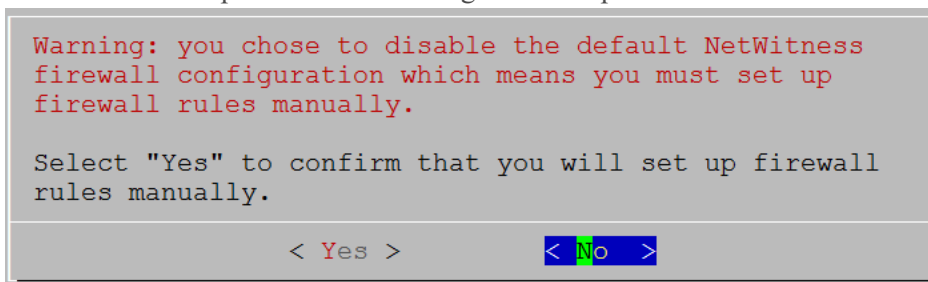 Warning: you chose to disable the default NetWitness
firewall configuration which means you must set up
firewall rules manually.
Select "Yes" to confirm that you will set up firewall
rules manually.
< Yes > < No >